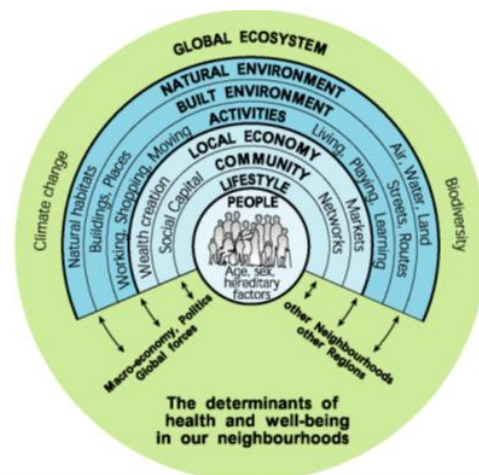 GLOBAL ECOSYSTEM
NATURAL ENVIRONMENT
BUILT ENVIRONMENT
ACTIVITIES
LOCAL ECONOMY
COMMUNITY
LIFESTYLE
PEOPLE
Age, sex,
hereditary
factors
Climate change
Natural habitats
Buildings, Places
Working, Shopping, Moving
Wealth creation
Social Capital
Networks
Markets
Living, Playing, Learning
Streets, Routes
Air, Water, Land
Biodiversity
Macro-economy, Politics
Global forces
other Neighbourhoods
other Regions
The determinants of
health and well-being
in our neighbourhoods